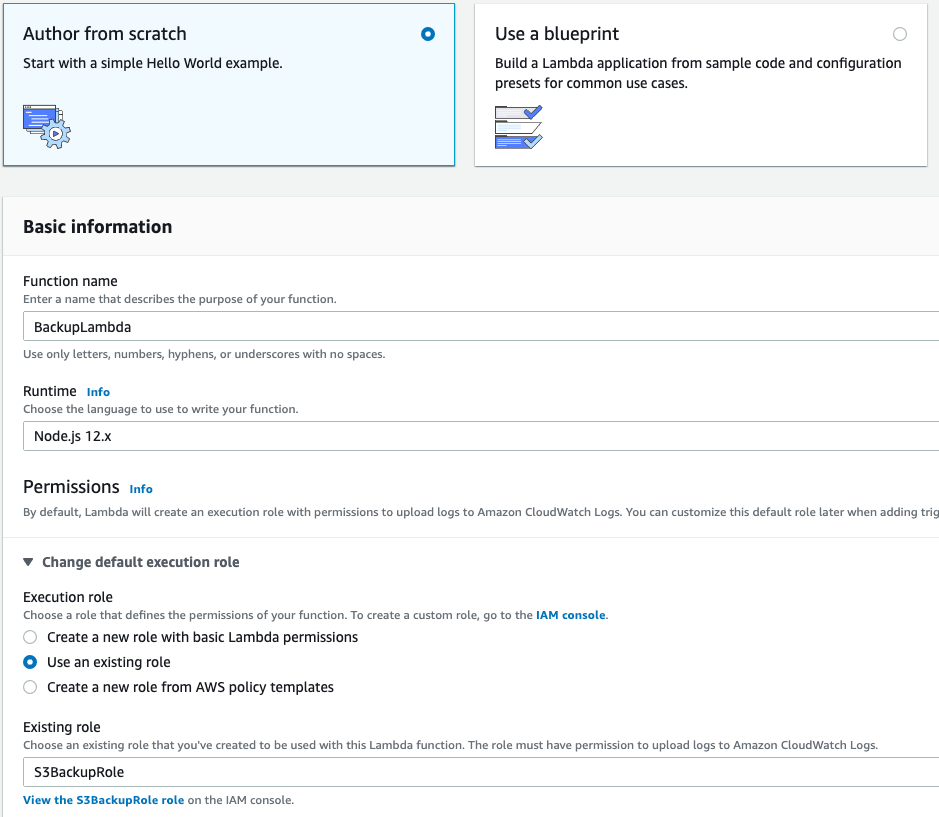 Author from scratch
Start with a simple Hello World example.
Use a blueprint
Build a Lambda application from sample code and configuration
presets for common use cases.
Basic information
Function name
Enter a name that describes the purpose of your function.
BackupLambda
Use only letters, numbers, hyphens, or underscores with no spaces.
Runtime Info
Choose the language to use to write your function.
Node.js 12.x
Permissions Info
By default, Lambda will create an execution role with permissions to upload logs to Amazon CloudWatch Logs. You can customize this default role later when adding trig
Change default execution role
Execution role
Choose a role that defines the permissions of your function. To create a custom role, go to the IAM console.
Create a new role with basic Lambda permissions
Use an existing role
Create a new role from AWS policy templates
Existing role
Choose an existing role that you've created to be used with this Lambda function. The role must have permission to upload logs to Amazon CloudWatch Logs.
S3BackupRole
View the S3BackupRole role on the IAM console.